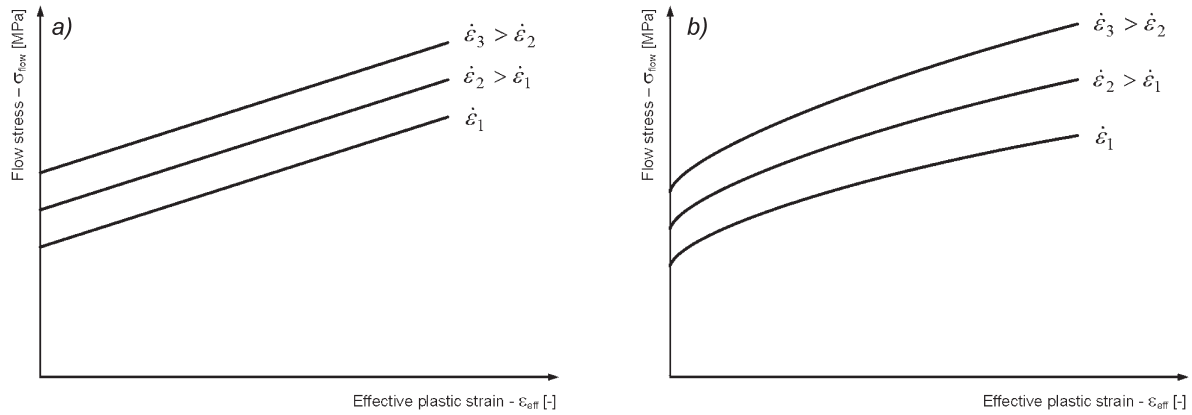 a)
Flow stress – σflow [MPa]
ε̇3 > ε̇2
ε̇2 > ε̇1
ε̇1
Effective plastic strain - εeff [-]
b)
Flow stress – σflow [MPa]
ε̇3 > ε̇2
ε̇2 > ε̇1
ε̇1
Effective plastic strain - εeff [-]